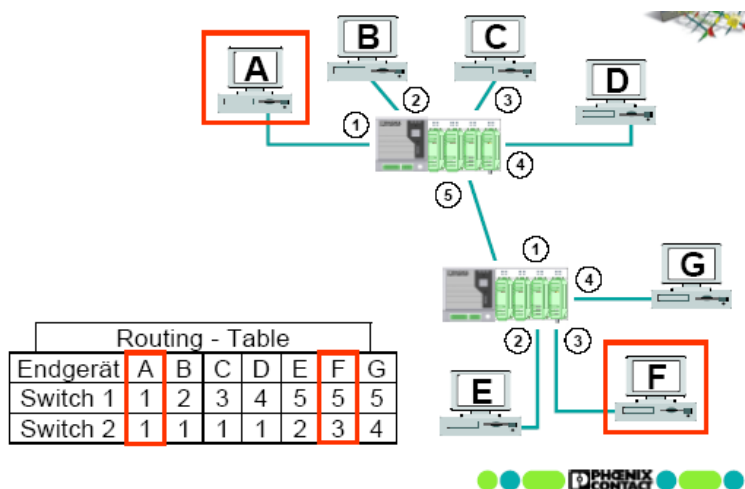 A
B
C
D
1
2
3
4
5
1
4
G
2
3
E
F
Routing - Table
Endgerät A B C D E F G
Switch 1 1 2 3 4 5 5 5
Switch 2 1 1 1 1 2 3 4
PHŒNIX
CONTACT